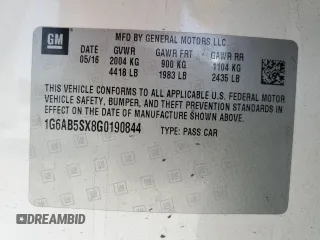 MFD BY GENERAL MOTORS LLC
GM
DATE GVWR GAWR FRT GAWR RR
05/16 2004 KG 900 KG 1104 KG
4418 LB 1983 LB 2435 LB
THIS VEHICLE CONFORMS TO ALL APPLICABLE U.S. FEDERAL MOTOR
VEHICLE SAFETY, BUMPER, AND THEFT PREVENTION STANDARDS
IN EFFECT ON THE DATE OF MANUFACTURE SHOWN ABOVE.
1G6AB5SX8G0190844 TYPE: PASS CAR
DREAMBID